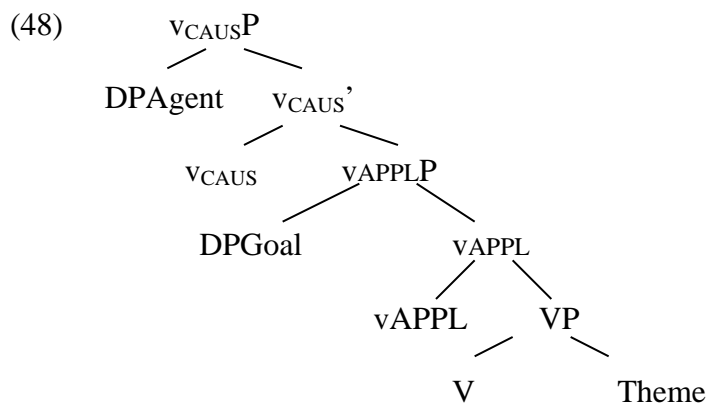 (48) vCAUSP
DPAgent vCAUS’
vCAUS vAPPLP
DPGoal vAPPL
vAPPL VP
V Theme